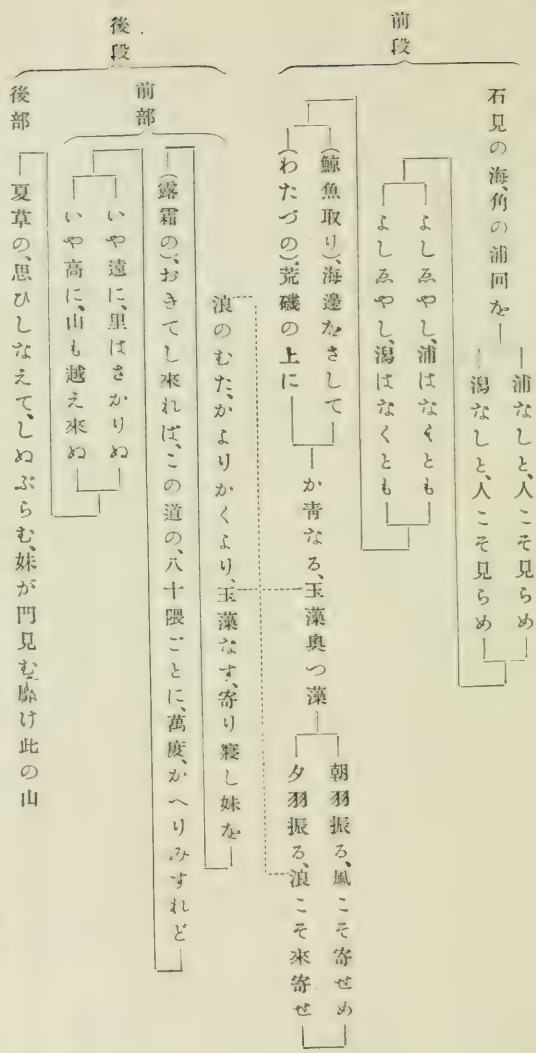 前段
石見の海、角の浦回を
浦なしと、人こそ見らめ
潟なしと、人こそ見らめ
よしゑやし、浦はなくとも
よしゑやし、潟はなくとも
(鯨魚取り)、海邊をさして
(わたづの)、荒磯の上に
か青なる、玉藻奥つ藻
朝羽振る、風こそ寄せめ
夕羽振る、浪こそ來寄せ
後段
前部
浪のむた、かよりかくより、玉藻なす、寄り寢し妹を
(露霜の)、おきてし來れば、この道の、八十隈ごとに、萬度、かへりみすれど
いや遠に、里はさかりぬ
いや高に、山も越え來ぬ
後部
夏草の、思ひしなえて、しぬぶらむ、妹が門見む、靡け此の山